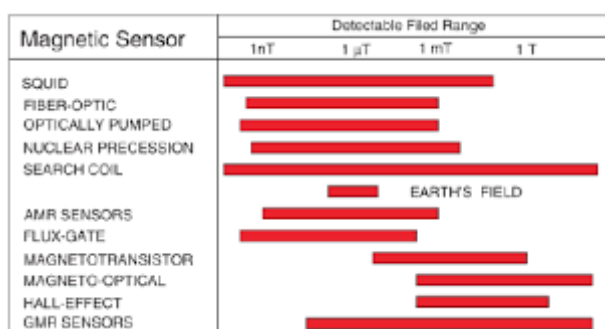 Magnetic Sensor
Detectable Filed Range
1nT 1 μT 1 mT 1 T
SQUID
FIBER-OPTIC
OPTICALLY PUMPED
NUCLEAR PRECESSION
SEARCH COIL
EARTH'S FIELD
AMR SENSORS
FLUX-GATE
MAGNETOTRANSISTOR
MAGNETO-OPTICAL
HALL-EFFECT
GMR SENSORS